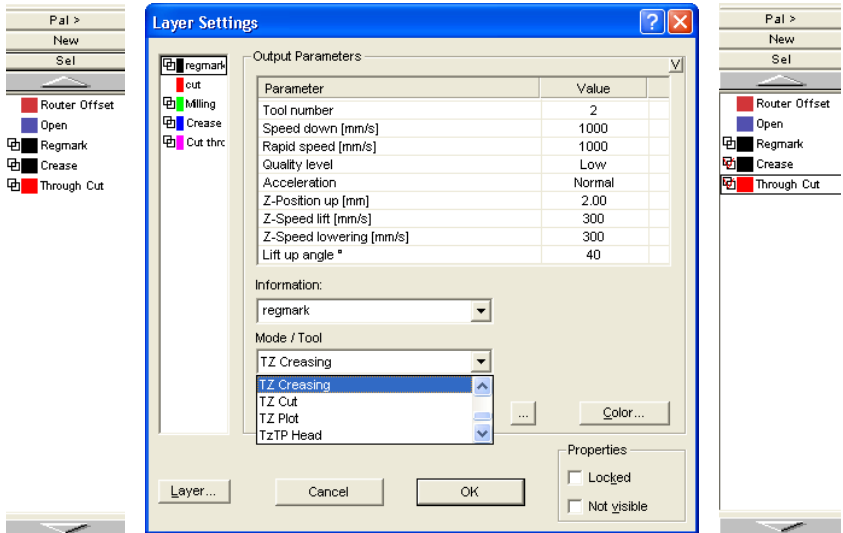 Pal >
New
Sel
Router Offset
Open
Regmark
Crease
Through Cut
Layer Settings
regmark
cut
Milling
Crease
Cut thrc
Output Parameters
V
Parameter Value
Tool number 2
Speed down [mm/s] 1000
Rapid speed [mm/s] 1000
Quality level Low
Acceleration Normal
Z-Position up [mm] 2.00
Z-Speed lift [mm/s] 300
Z-Speed lowering [mm/s] 300
Lift up angle ° 40
Information:
regmark
Mode / Tool
TZ Creasing
TZ Creasing
TZ Cut
TZ Plot
TzTP Head
...
Color...
Properties
Locked
Not visible
Layer...
Cancel
OK
Pal >
New
Sel
Router Offset
Open
Regmark
Crease
Through Cut